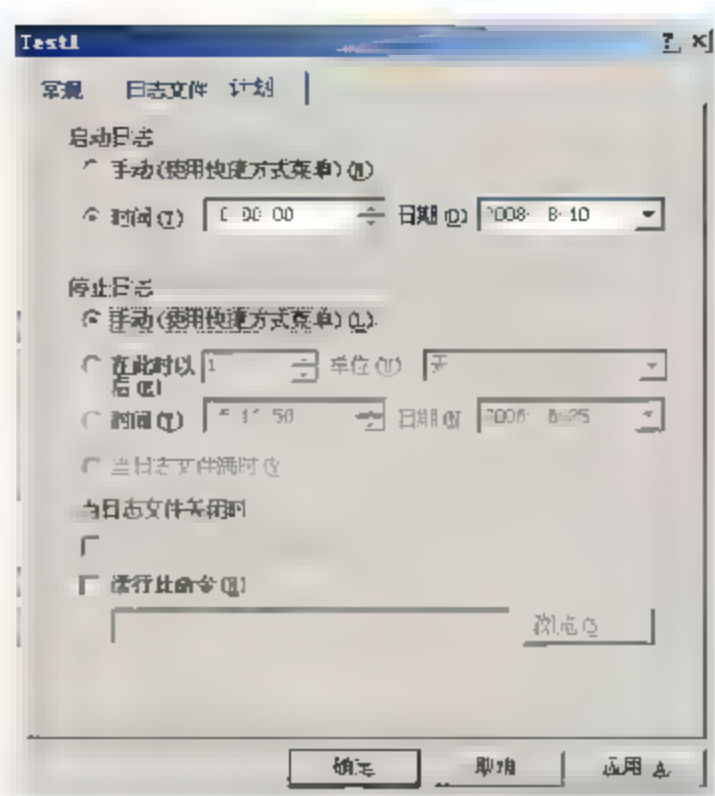 Test1
常规 日志文件 计划
启动日志
手动(使用快捷方式菜单)(N)
时间(T) 日期(D)
停止日志
手动(使用快捷方式菜单)(L)
在此时以后(E) 1 单位(U) 天
时间(T) 日期(N)
当日志文件满时
当日志文件关闭时
运行此命令(R)
浏览
确定 取消 应用 A